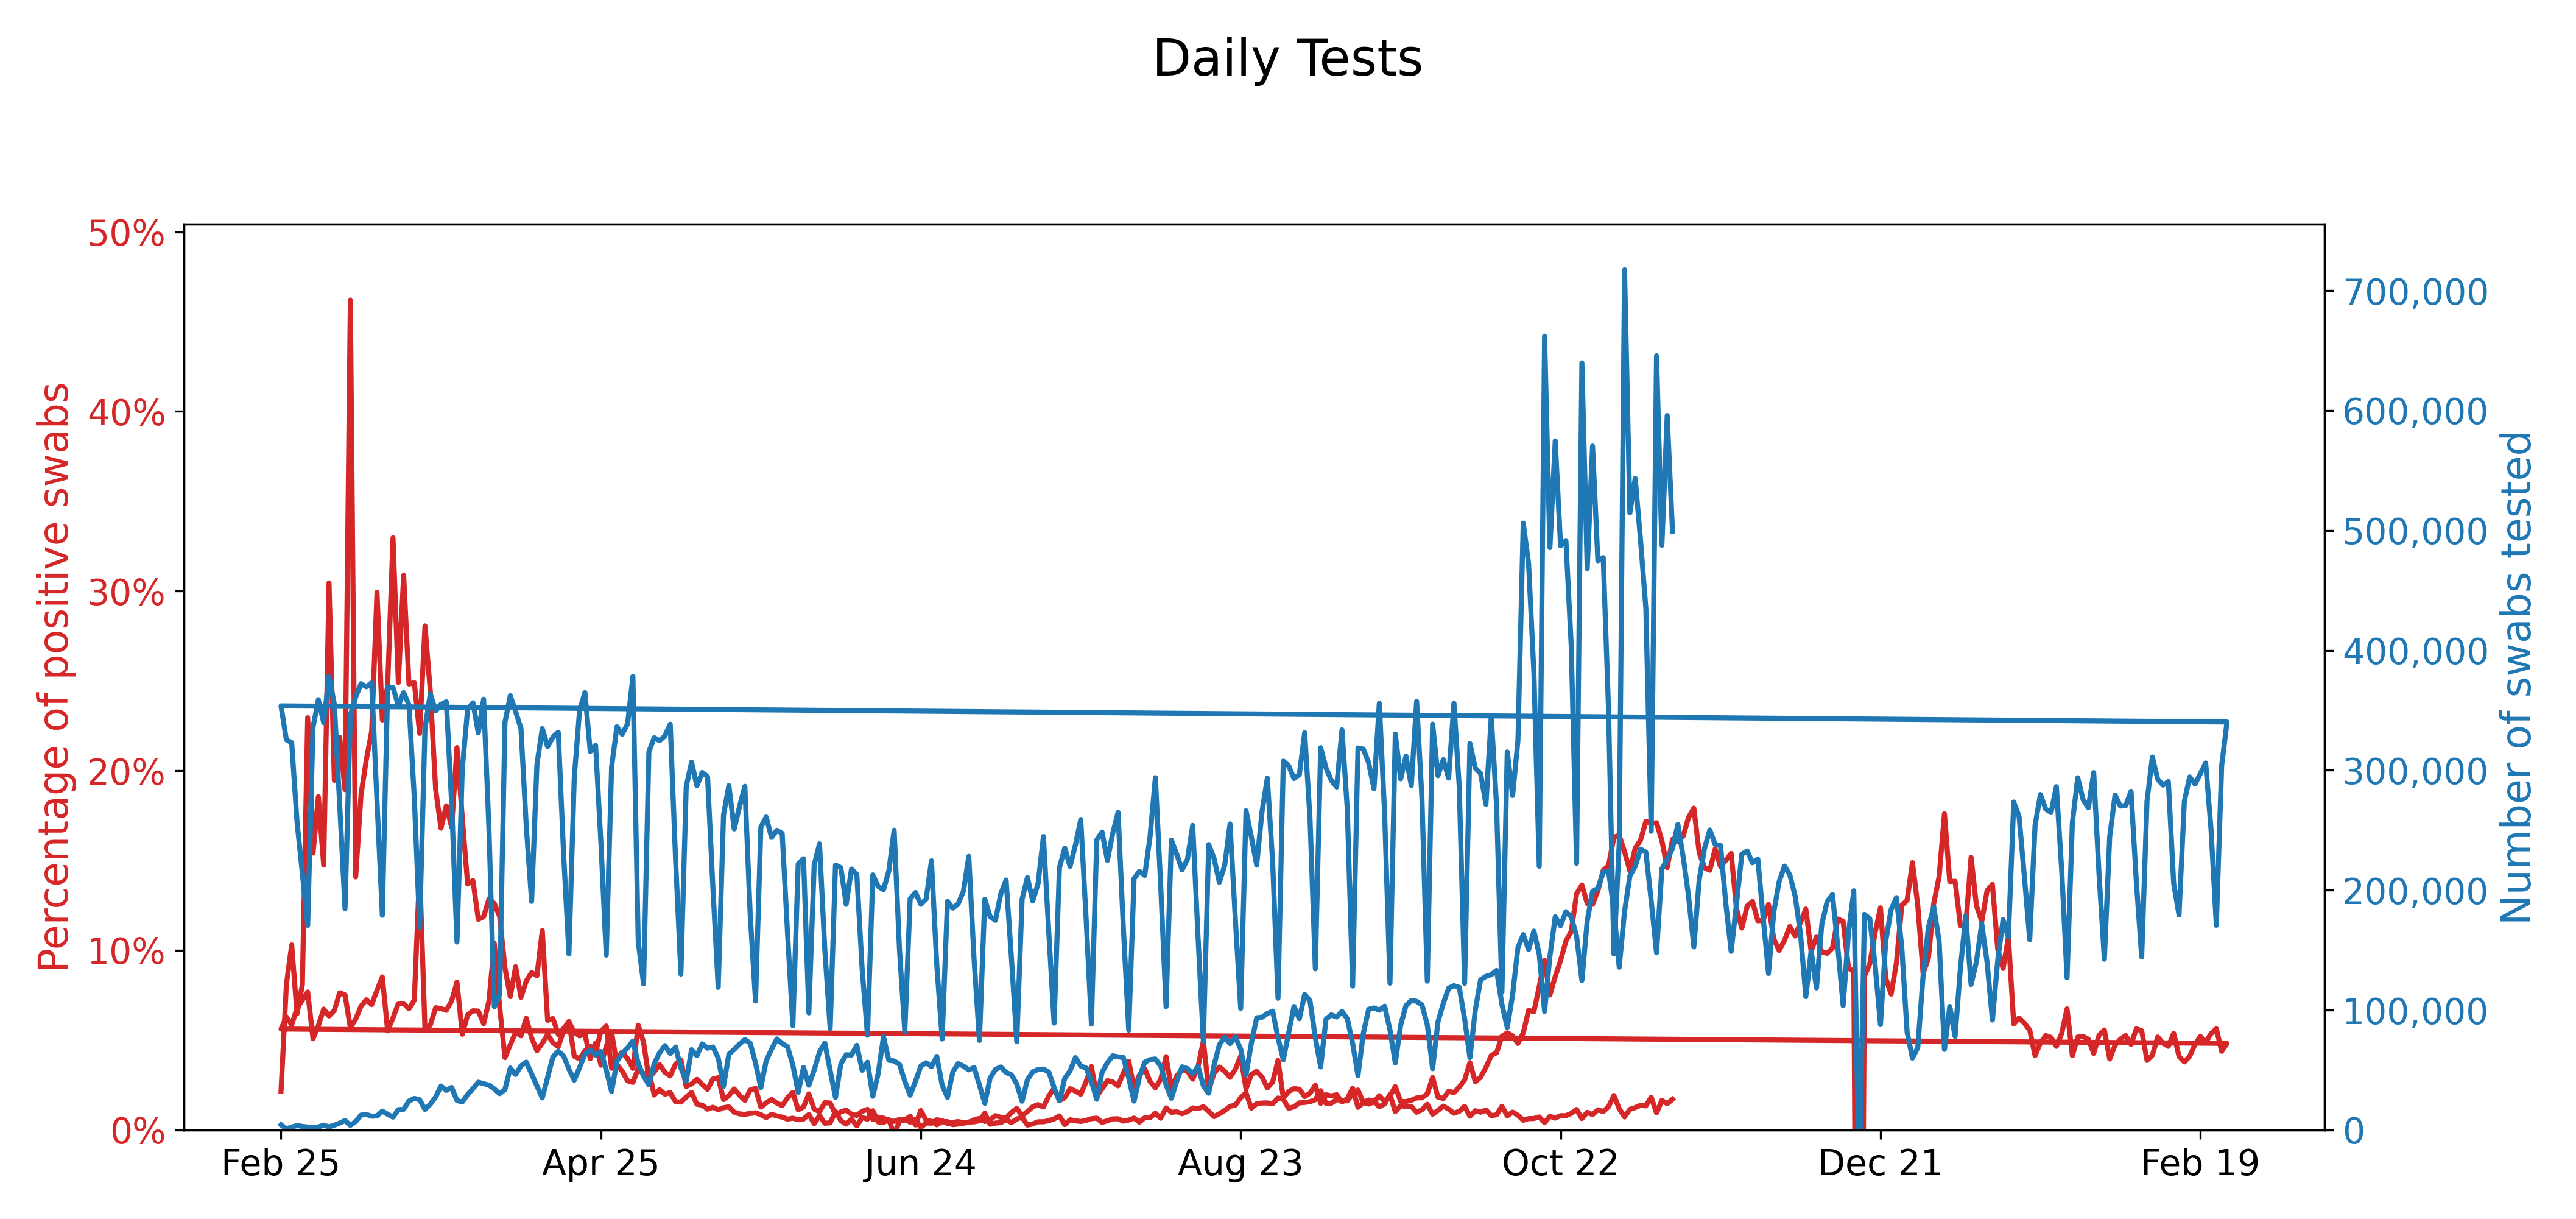 Daily Tests
Percentage of positive swabs
50%
40%
30%
20%
10%
0%
700,000
600,000
500,000
400,000
300,000
200,000
100,000
0
Number of swabs tested
Feb 25
Apr 25
Jun 24
Aug 23
Oct 22
Dec 21
Feb 19